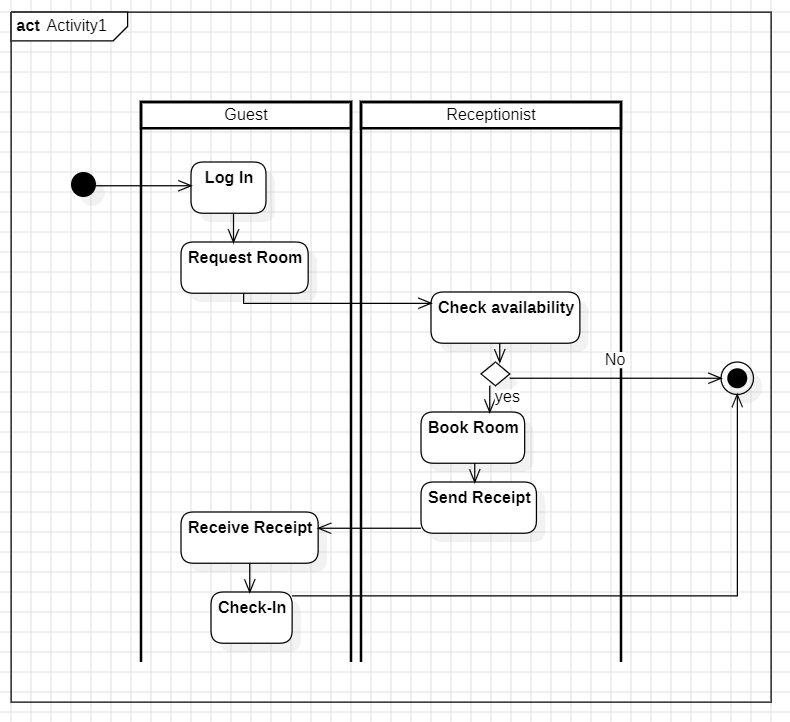 act Activity1
Guest
Receptionist
Log In
Request Room
Check availability
No
yes
Book Room
Send Receipt
Receive Receipt
Check-In